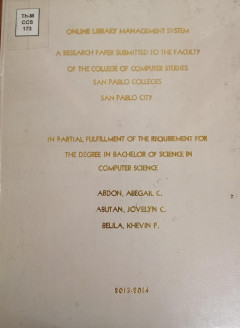 Th-M
CCS
173
ONLINE LIBRARY MANAGEMENT SYSTEM
A RESEARCH PAPER SUBMITTED TO THE FACULTY
OF THE COLLEGE OF COMPUTER STUDIES
SAN PABLO COLLEGES
SAN PABLO CITY
IN PARTIAL FULFILLMENT OF THE REQUIREMENT FOR
THE DEGREE IN BACHELOR OF SCIENCE IN
COMPUTER SCIENCE
ABDON, ABEGAIL C.
ABUTAN, JOVELYN C.
BELILA, KHEVIN P.
2013-2014